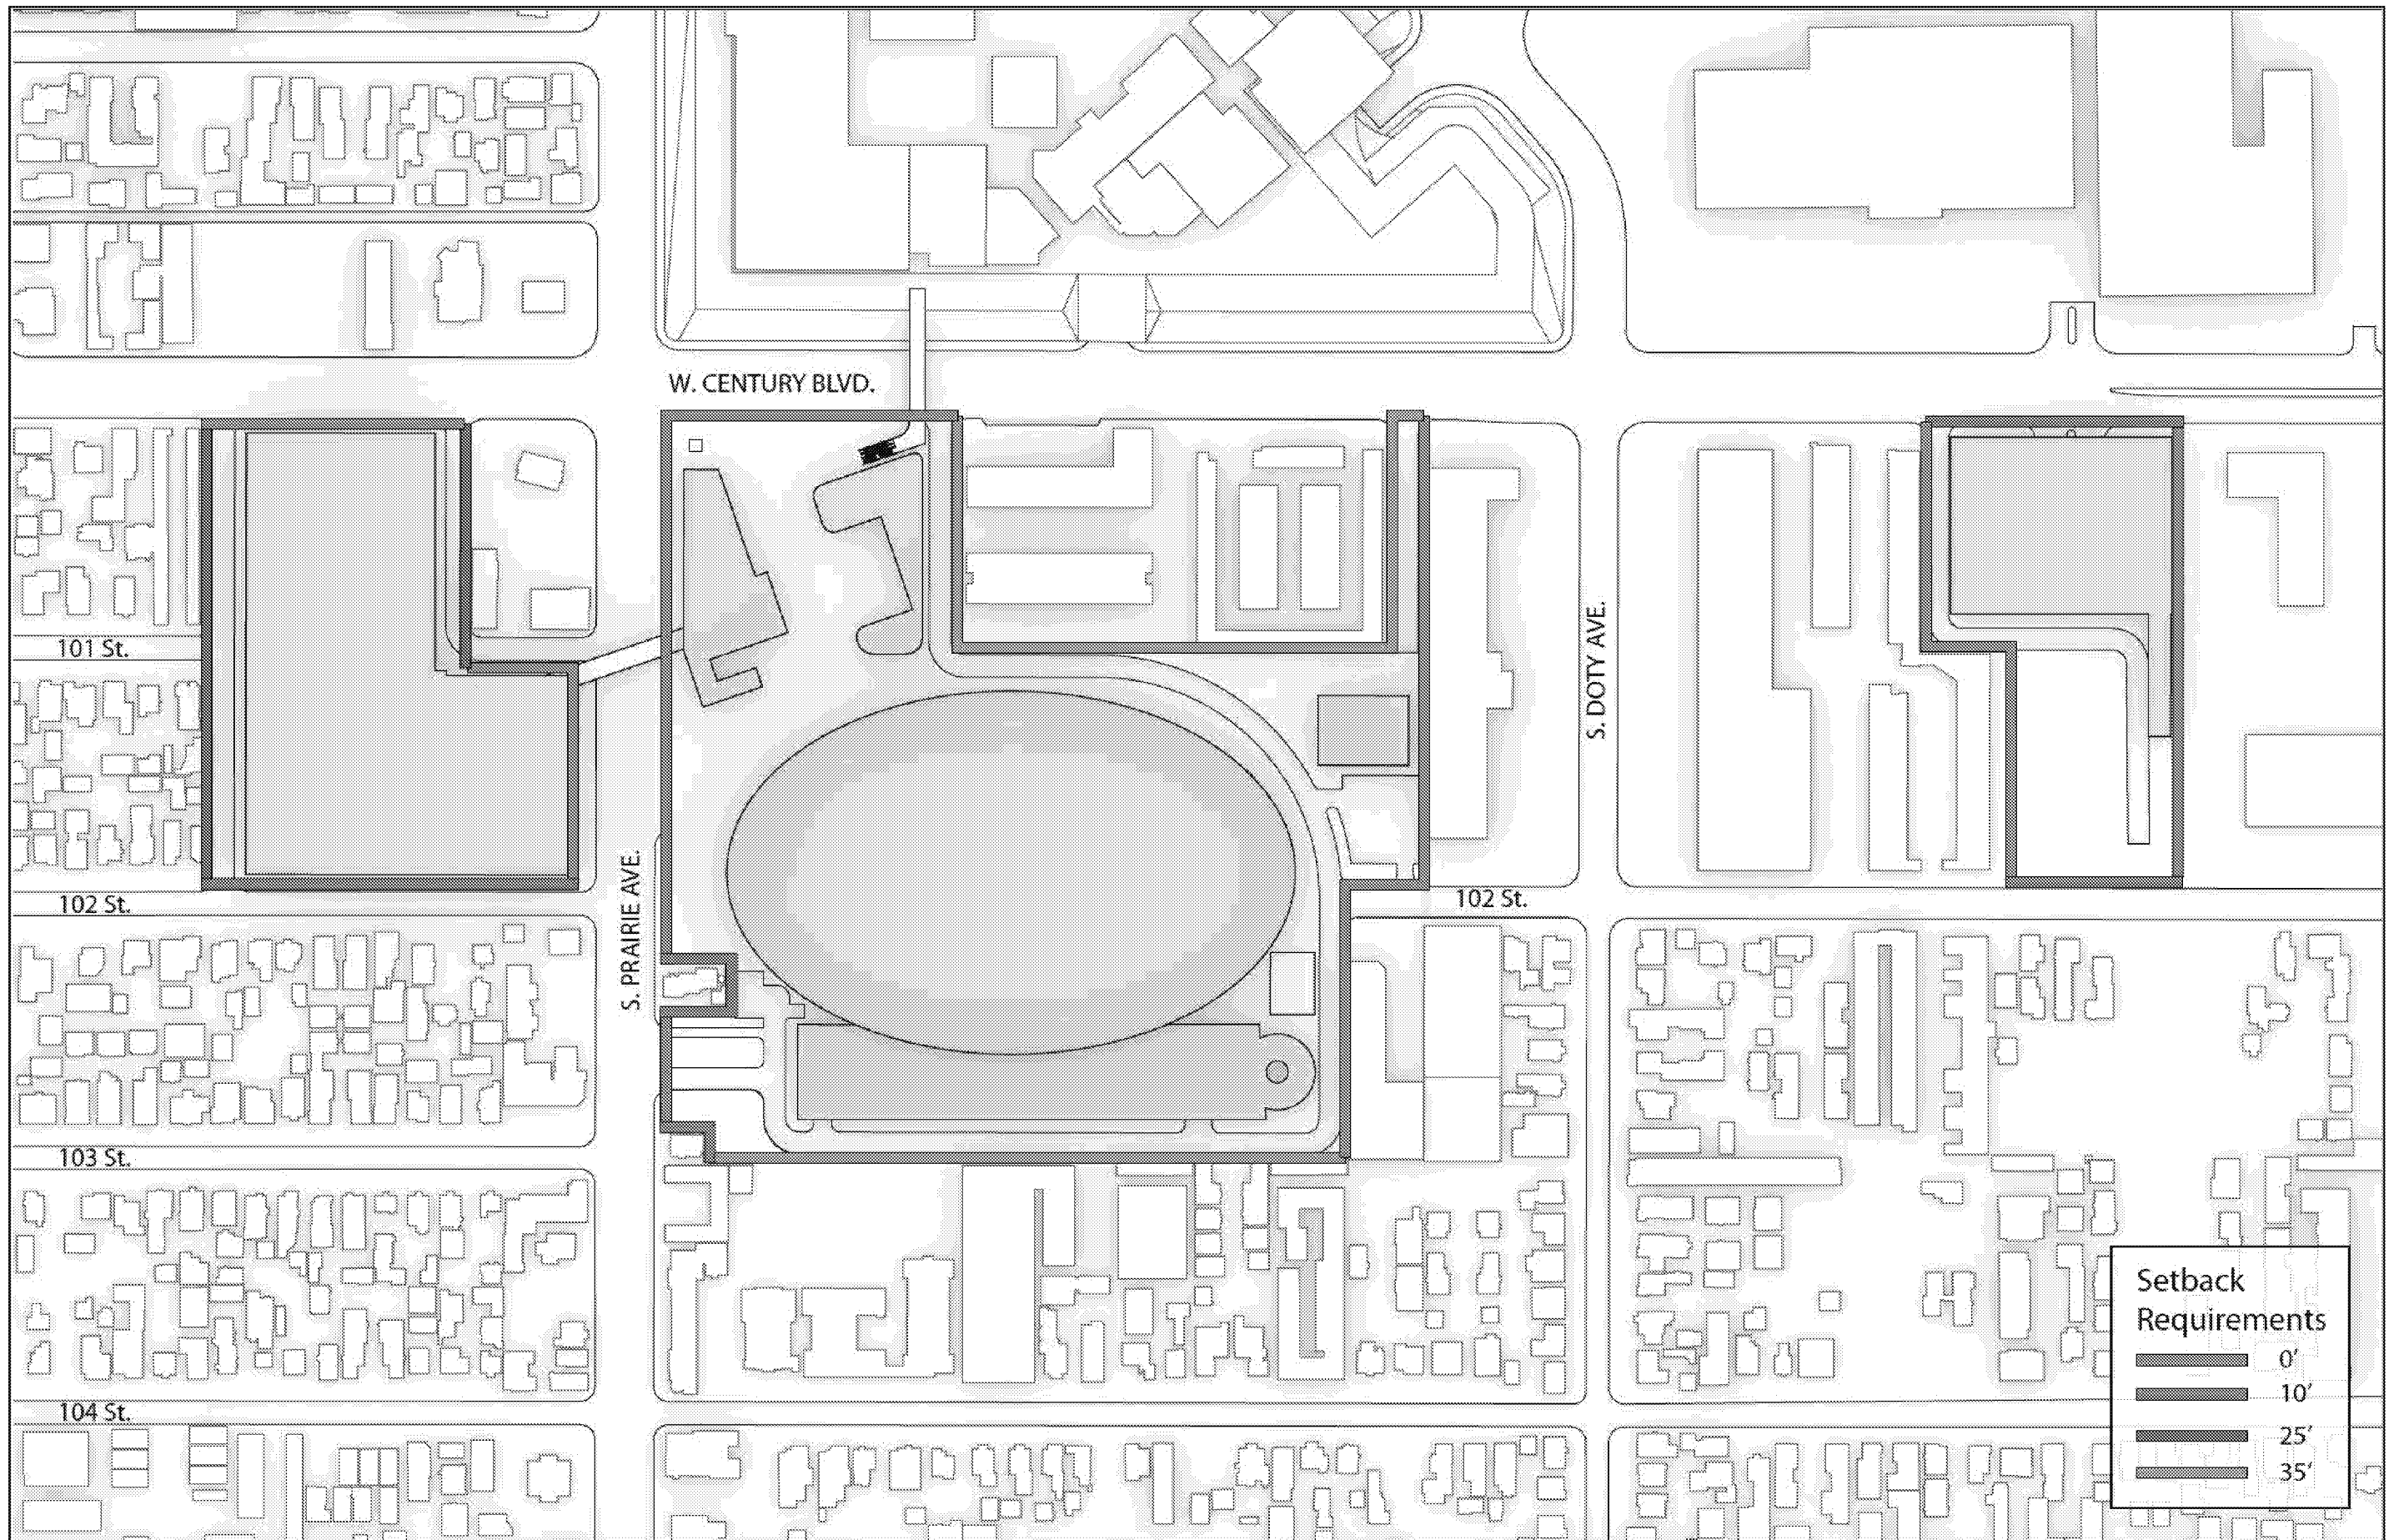 W. CENTURY BLVD.
101 St.
S. DOTY AVE.
S. PRAIRIE AVE.
102 St.
102 St.
103 St.
104 St.
Setback
Requirements
0'
10'
25'
35'